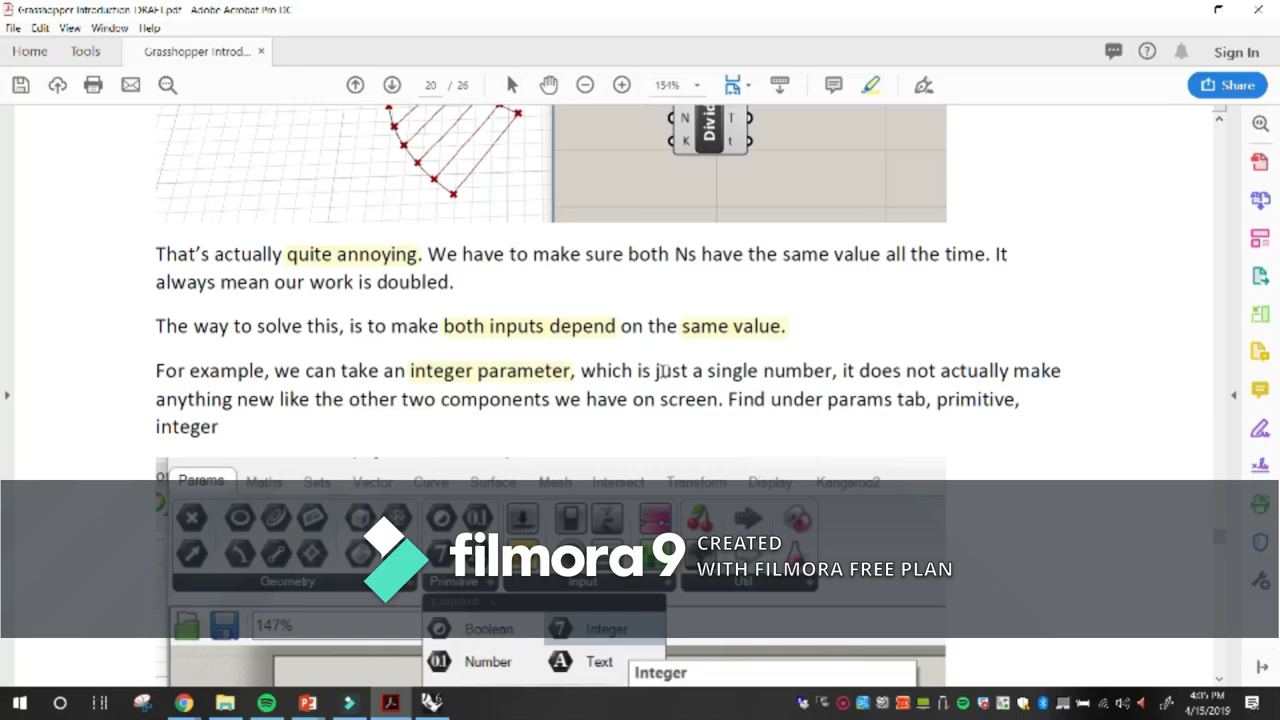 Grasshopper Introduction DRAFT.pdf - Adobe Acrobat Pro DC
File Edit View Window Help
Home Tools Grasshopper Introd... × Sign In
20 / 26 154% Share
N T
Divid
K t
That's actually quite annoying. We have to make sure both Ns have the same value all the time. It
always mean our work is doubled.
The way to solve this, is to make both inputs depend on the same value.
For example, we can take an integer parameter, which is just a single number, it does not actually make
anything new like the other two components we have on screen. Find under params tab, primitive,
integer
Params Maths Sets Vector Curve Surface Mesh Intersect Transform Display Kangaroo2
filmora9 CREATED
WITH FILMORA FREE PLAN
Geometry Primitive Input Util
147%
Boolean Integer
Number Text
Integer
4:05 PM
4/15/2019